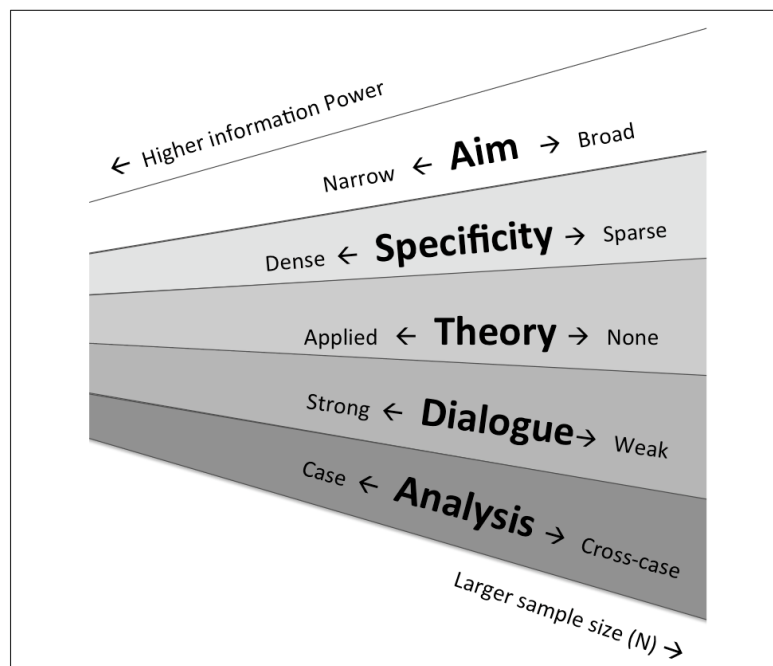 ← Higher information Power
Narrow ← Aim → Broad
Dense ← Specificity → Sparse
Applied ← Theory → None
Strong ← Dialogue → Weak
Case ← Analysis → Cross-case
Larger sample size (N) →